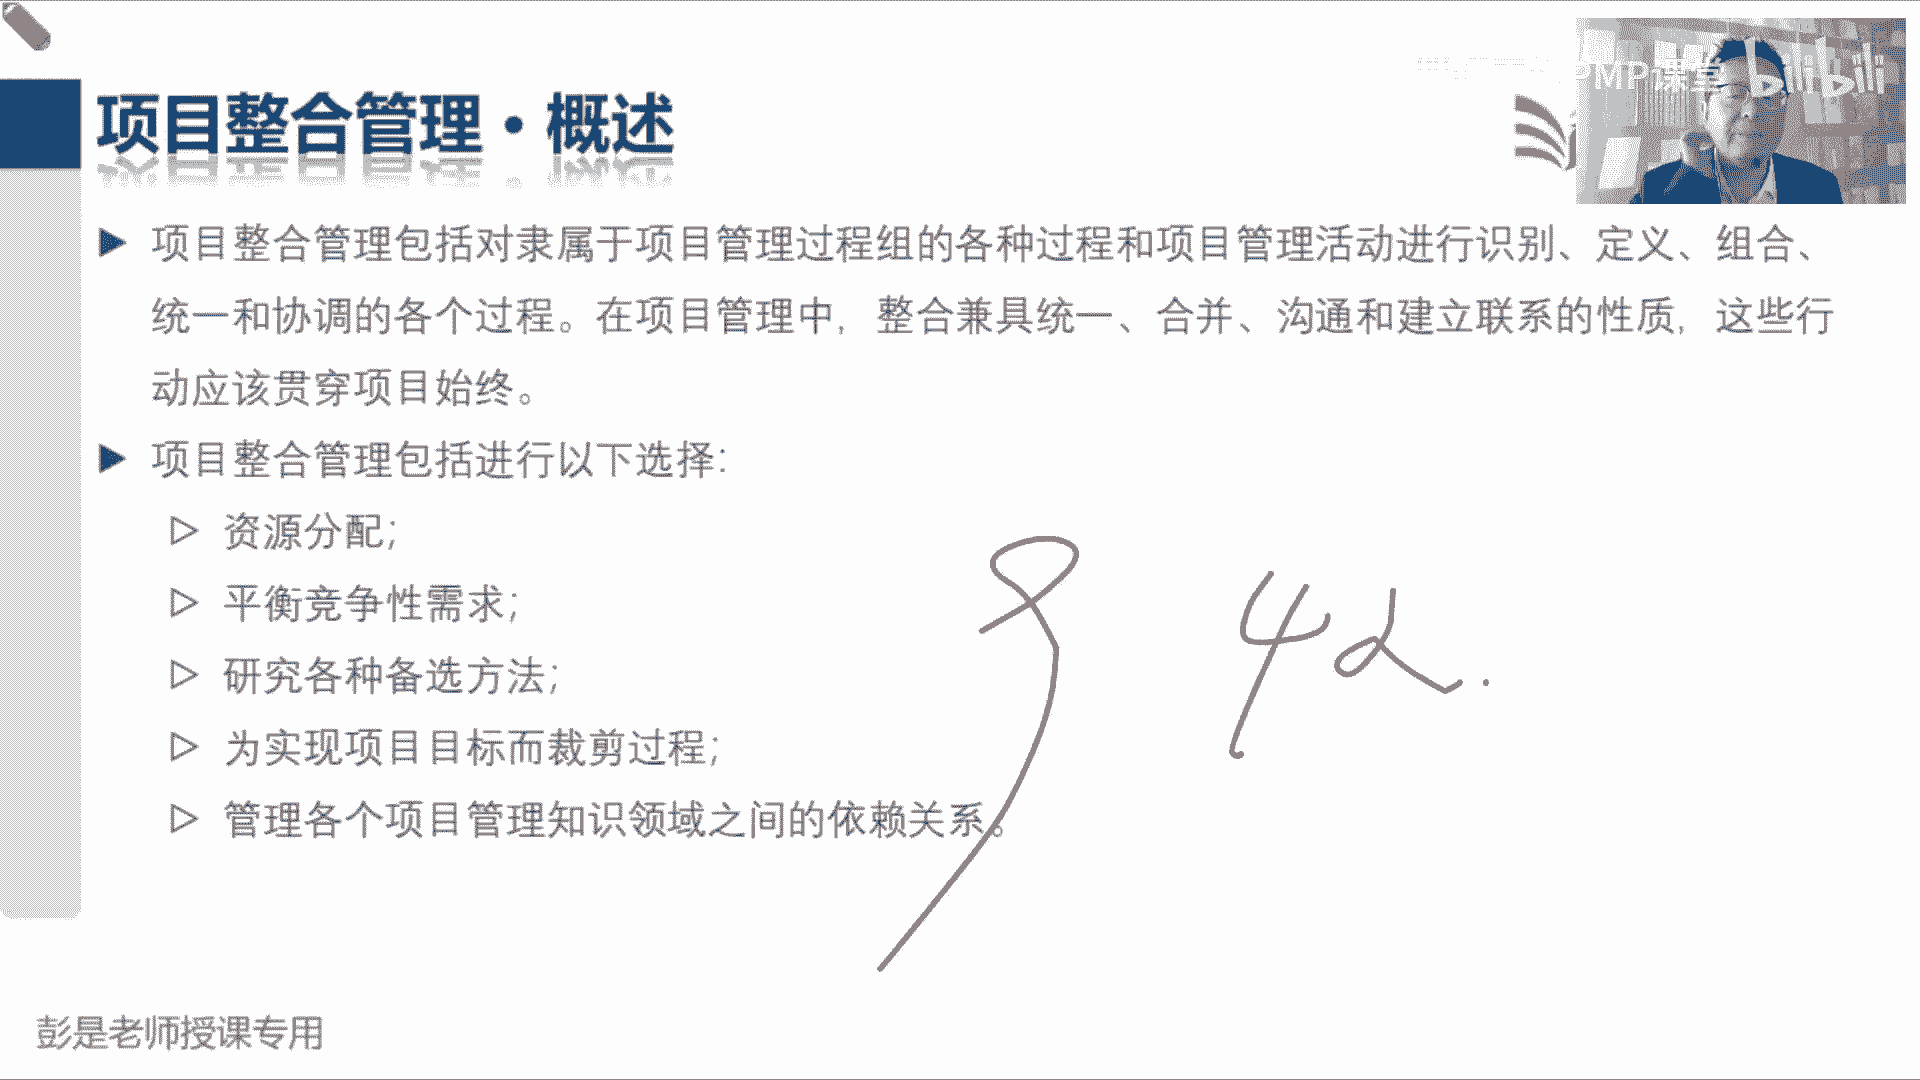 PMP课堂 bilibili
项目整合管理·概述
项目整合管理包括对隶属于项目管理过程组的各种过程和项目管理活动进行识别、定义、组合、
统一和协调的各个过程。在项目管理中，整合兼具统一、合并、沟通和建立联系的性质，这些行
动应该贯穿项目始终。
项目整合管理包括进行以下选择：
资源分配；
平衡竞争性需求；
研究各种备选方法；
为实现项目目标而裁剪过程；
管理各个项目管理知识领域之间的依赖关系。
彭是老师授课专用